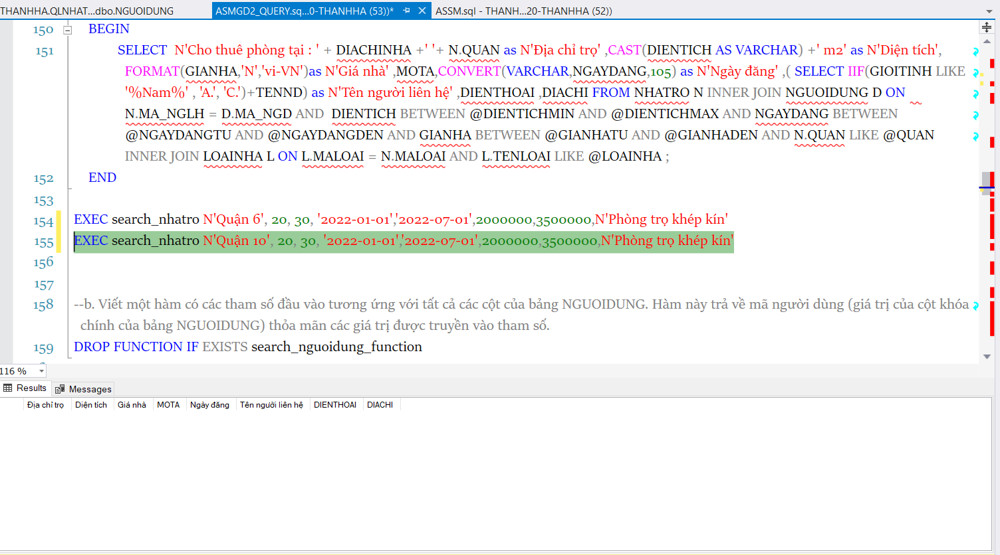 THANHHA.QLNHAT...dbo.NGUOIDUNG
ASMGD2_QUERY.sq...0-THANHHA (53))*
ASSM.sql - THANH...20-THANHHA (52))
150 BEGIN
151 SELECT N'Cho thuê phòng tại : ' + DIACHINHA +' '+ N.QUAN as N'Địa chỉ trọ' ,CAST(DIENTICH AS VARCHAR) +' m2' as N'Diện tích',
FORMAT(GIANHA,'N','vi-VN')as N'Giá nhà' ,MOTA,CONVERT(VARCHAR,NGAYDANG,105) as N'Ngày đăng' ,( SELECT IIF(GIOITINH LIKE
'%Nam%' , 'A.', 'C.')+TENND) as N'Tên người liên hệ' ,DIENTHOAI ,DIACHI FROM NHATRO N INNER JOIN NGUOIDUNG D ON
N.MA_NGLH = D.MA_NGD AND DIENTICH BETWEEN @DIENTICHMIN AND @DIENTICHMAX AND NGAYDANG BETWEEN
@NGAYDANGTU AND @NGAYDANGDEN AND GIANHA BETWEEN @GIANHATU AND @GIANHADEN AND N.QUAN LIKE @QUAN
INNER JOIN LOAINHA L ON L.MALOAI = N.MALOAI AND L.TENLOAI LIKE @LOAINHA ;
152 END
153
154 EXEC search_nhatro N'Quận 6', 20, 30, '2022-01-01','2022-07-01',2000000,3500000,N'Phòng trọ khép kín'
155 EXEC search_nhatro N'Quận 10', 20, 30, '2022-01-01','2022-07-01',2000000,3500000,N'Phòng trọ khép kín'
156
157
158 --b. Viết một hàm có các tham số đầu vào tương ứng với tất cả các cột của bảng NGUOIDUNG. Hàm này trả về mã người dùng (giá trị của cột khóa
chính của bảng NGUOIDUNG) thỏa mãn các giá trị được truyền vào tham số.
159 DROP FUNCTION IF EXISTS search_nguoidung_function
116 %
Results Messages
Địa chỉ trọ Diện tích Giá nhà MOTA Ngày đăng Tên người liên hệ DIENTHOAI DIACHI